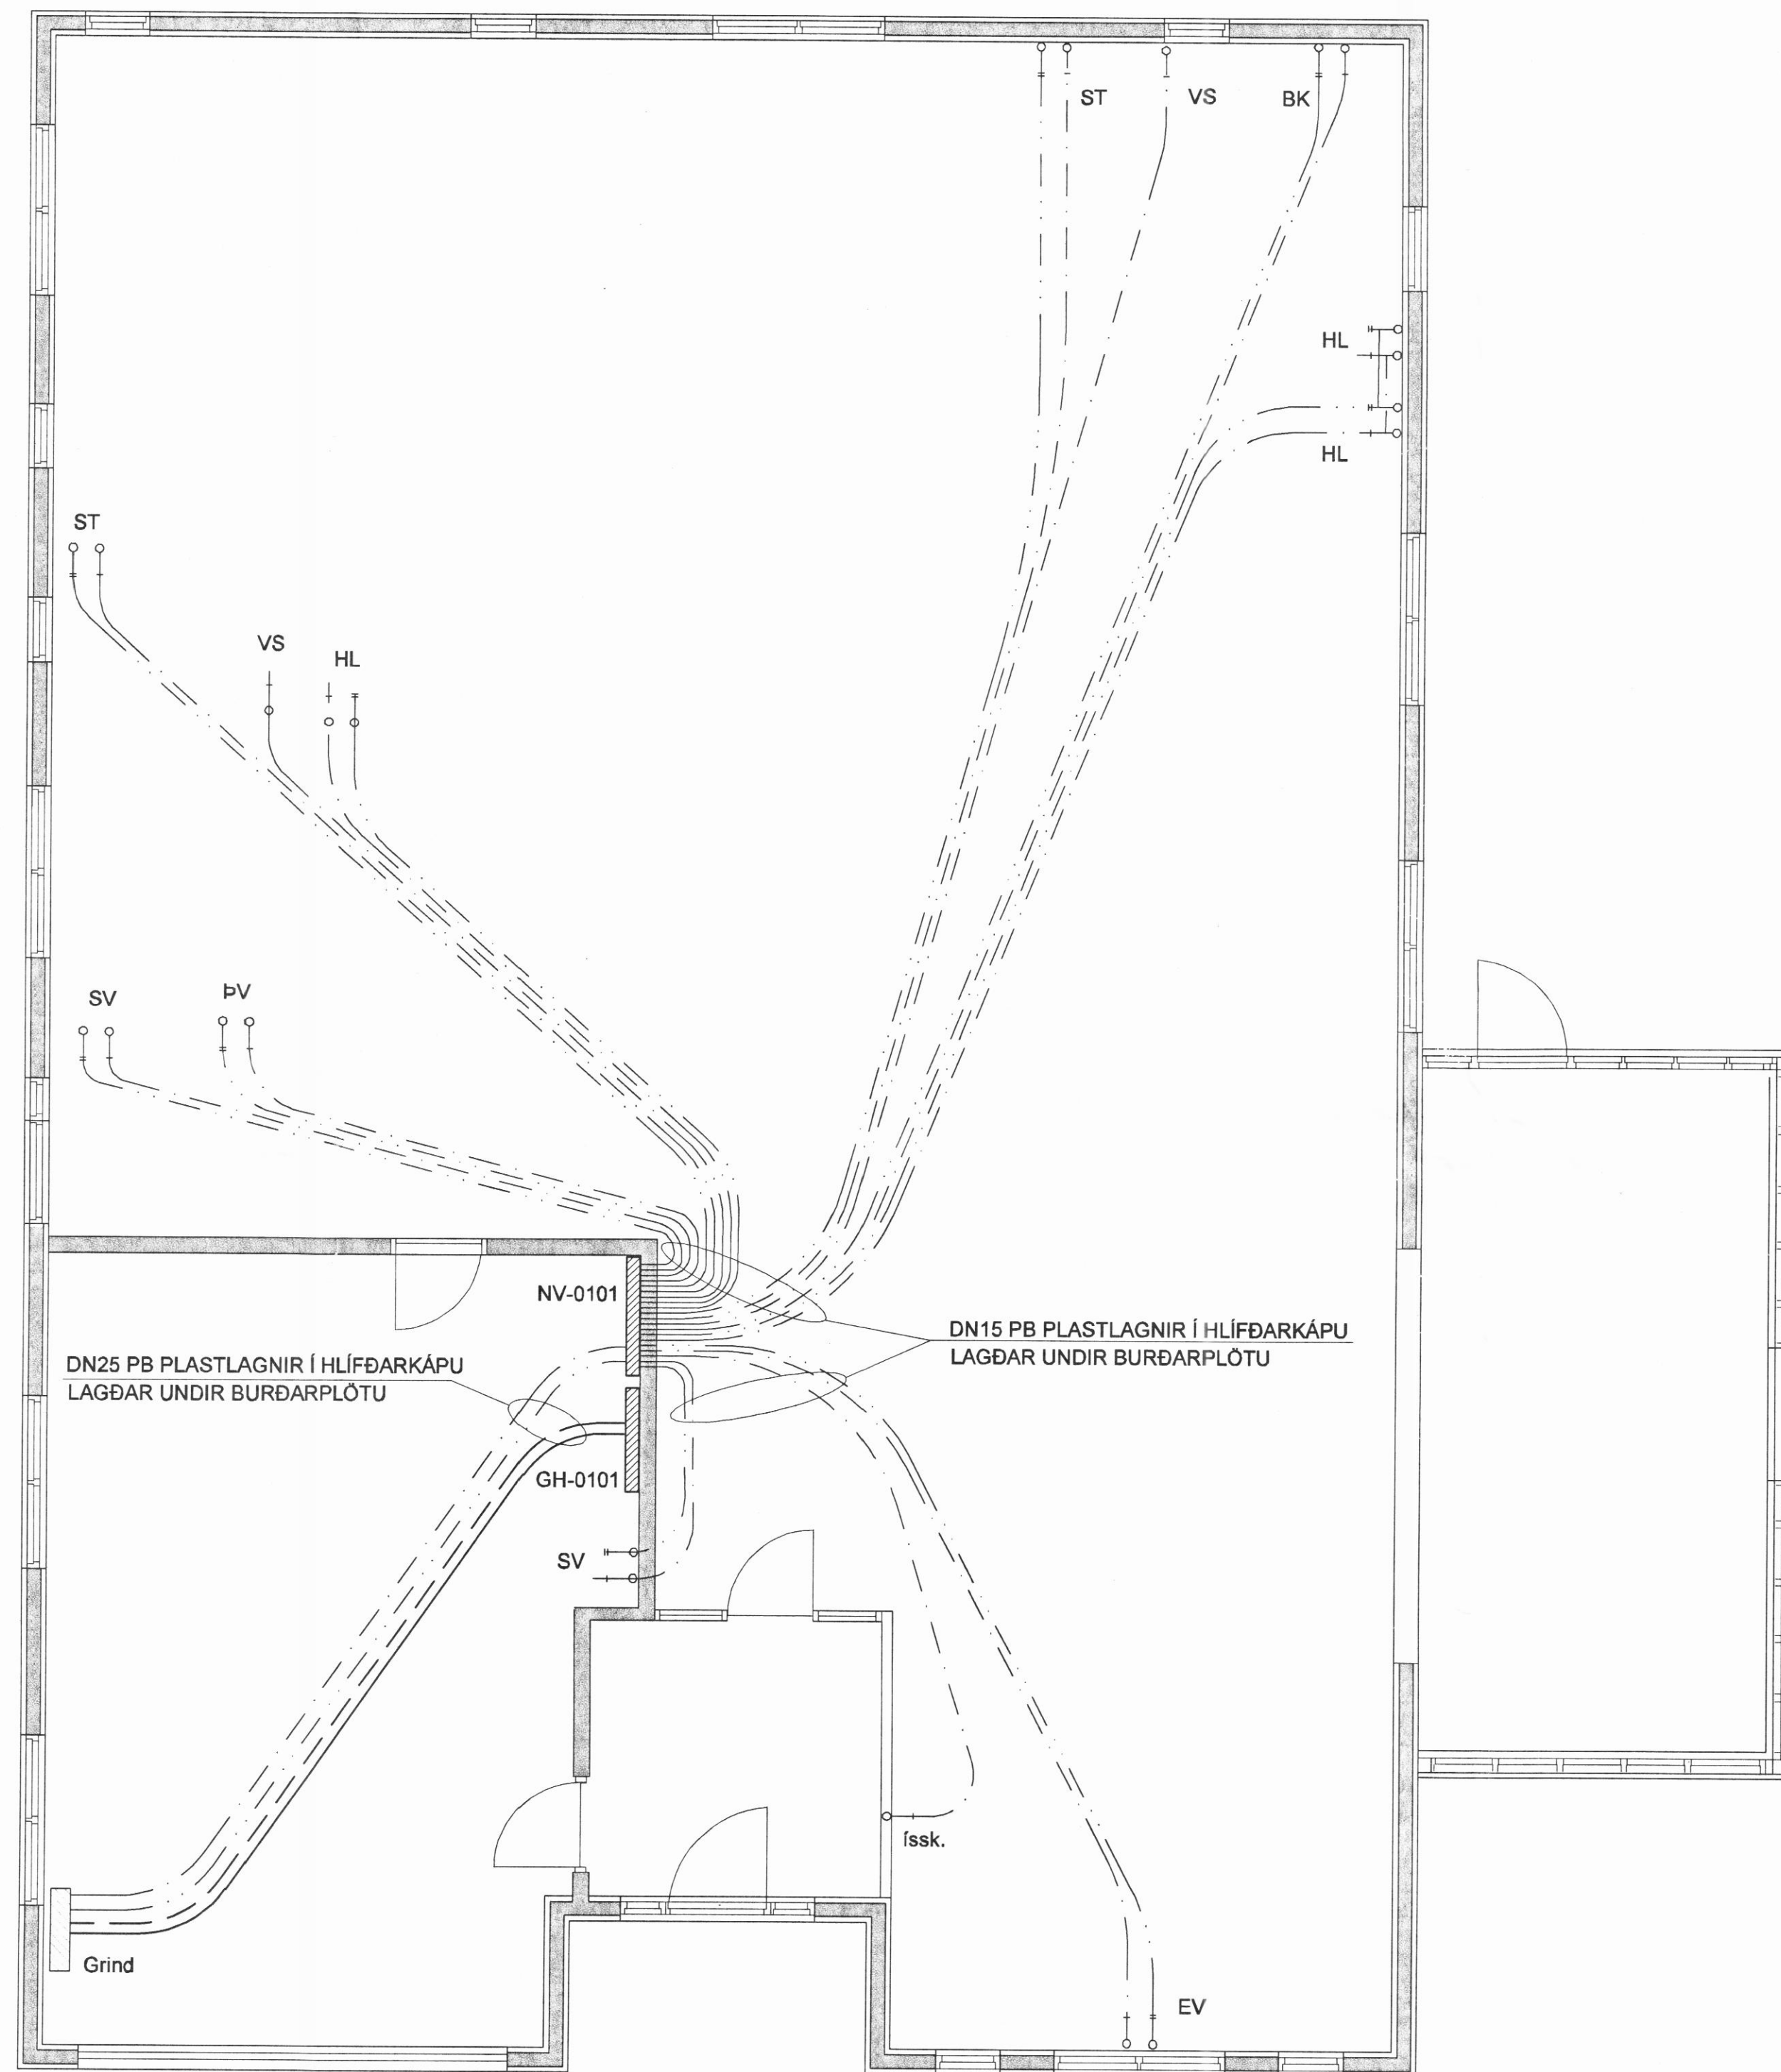 ST
VS
BK
HL
HL
ST
VS
HL
SV
ÞV
NV-0101
DN15 PB PLASTLAGNIR Í HLÍFÐARKÁPU
LAGÐAR UNDIR BURÐARPLÖTU
DN25 PB PLASTLAGNIR Í HLÍFÐARKÁPU
LAGÐAR UNDIR BURÐARPLÖTU
GH-0101
SV
íssk.
Grind
EV